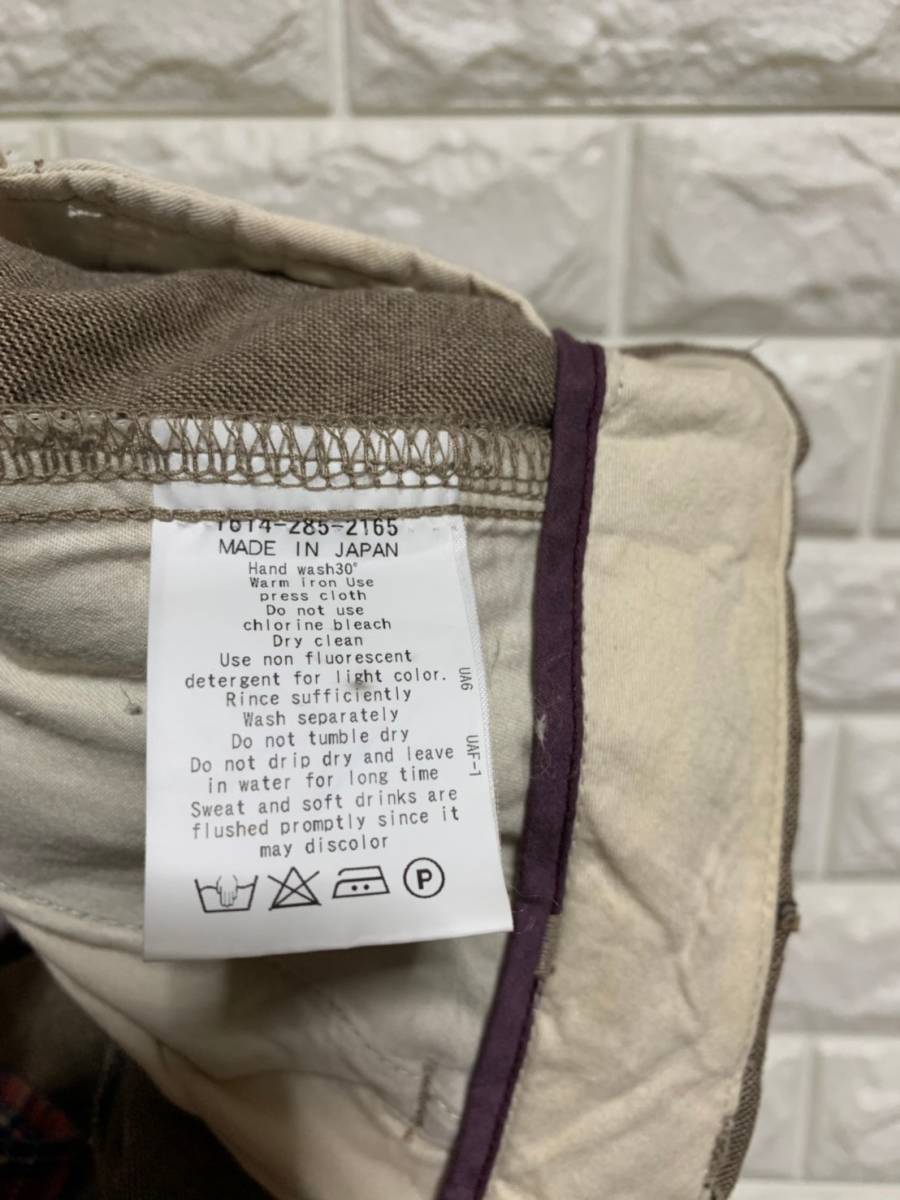 1614-285-2165
MADE IN JAPAN
Hand wash30°
Warm iron Use
press cloth
Do not use
chlorine bleach
Dry clean
Use non fluorescent
detergent for light color.
Rince sufficiently
Wash separately
Do not tumble dry
Do not drip dry and leave
in water for long time
Sweat and soft drinks are
flushed promptly since it
may discolor
P
UA6
UAF-1